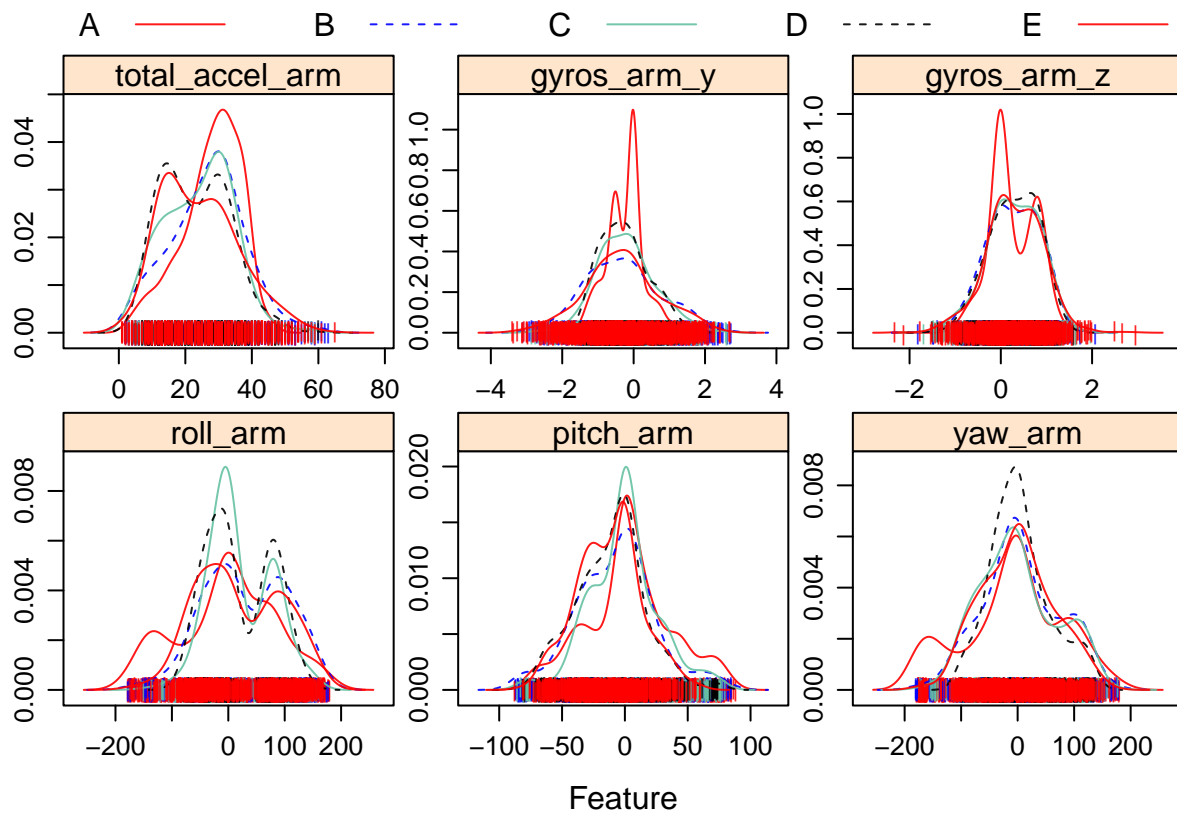 A B C D E
total_accel_arm gyros_arm_y gyros_arm_z
0.00 0.02 0.04
0.0 0.2 0.4 0.6 0.8 1.0
0.0 0.2 0.4 0.6 0.8 1.0
0 20 40 60 80
−4 −2 0 2 4
−2 0 2
roll_arm pitch_arm yaw_arm
0.000 0.004 0.008
0.000 0.010 0.020
0.000 0.004 0.008
−200 0 100 200
−100 −50 0 50 100
−200 0 100 200
Feature